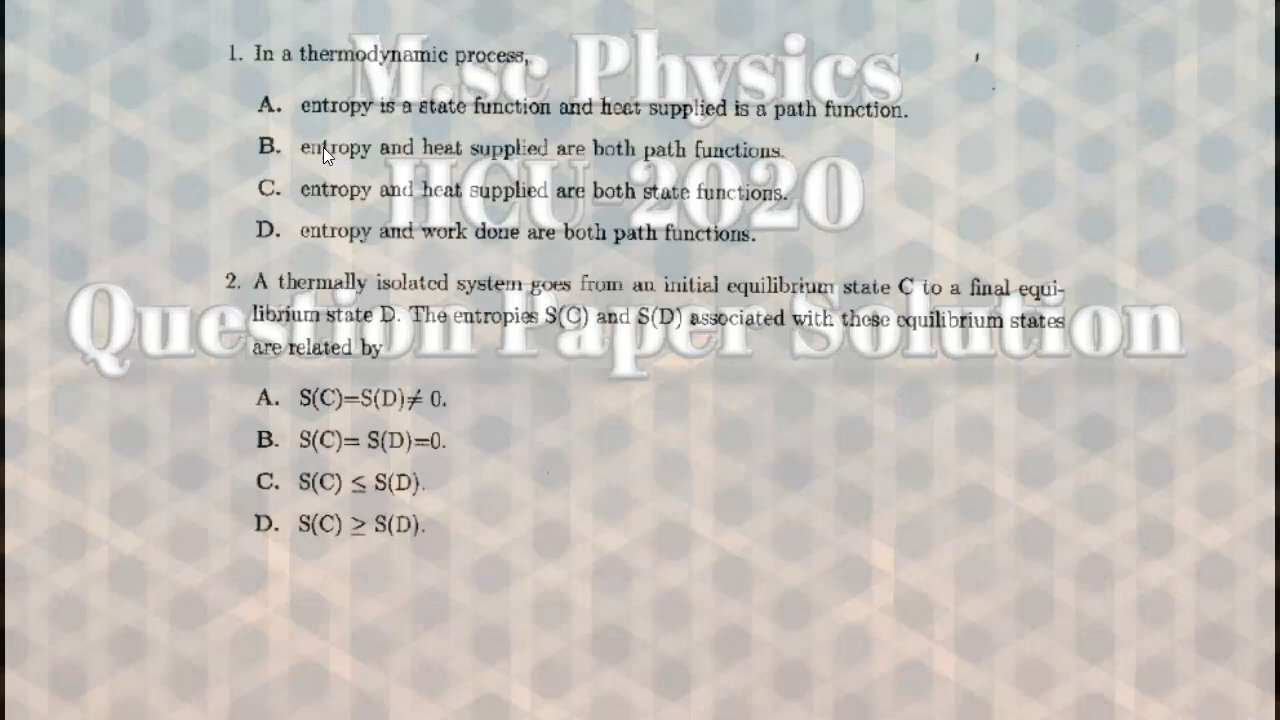 M.sc Physics
HCU-2020
Question Paper Solution
1. In a thermodynamic process,
A. entropy is a state function and heat supplied is a path function.
B. entropy and heat supplied are both path functions.
C. entropy and heat supplied are both state functions.
D. entropy and work done are both path functions.
2. A thermally isolated system goes from an initial equilibrium state C to a final equi-
librium state D. The entropies S(C) and S(D) associated with these equilibrium states
are related by
A. S(C)=S(D)≠ 0.
B. S(C)= S(D)=0.
C. S(C) ≤ S(D).
D. S(C) ≥ S(D).